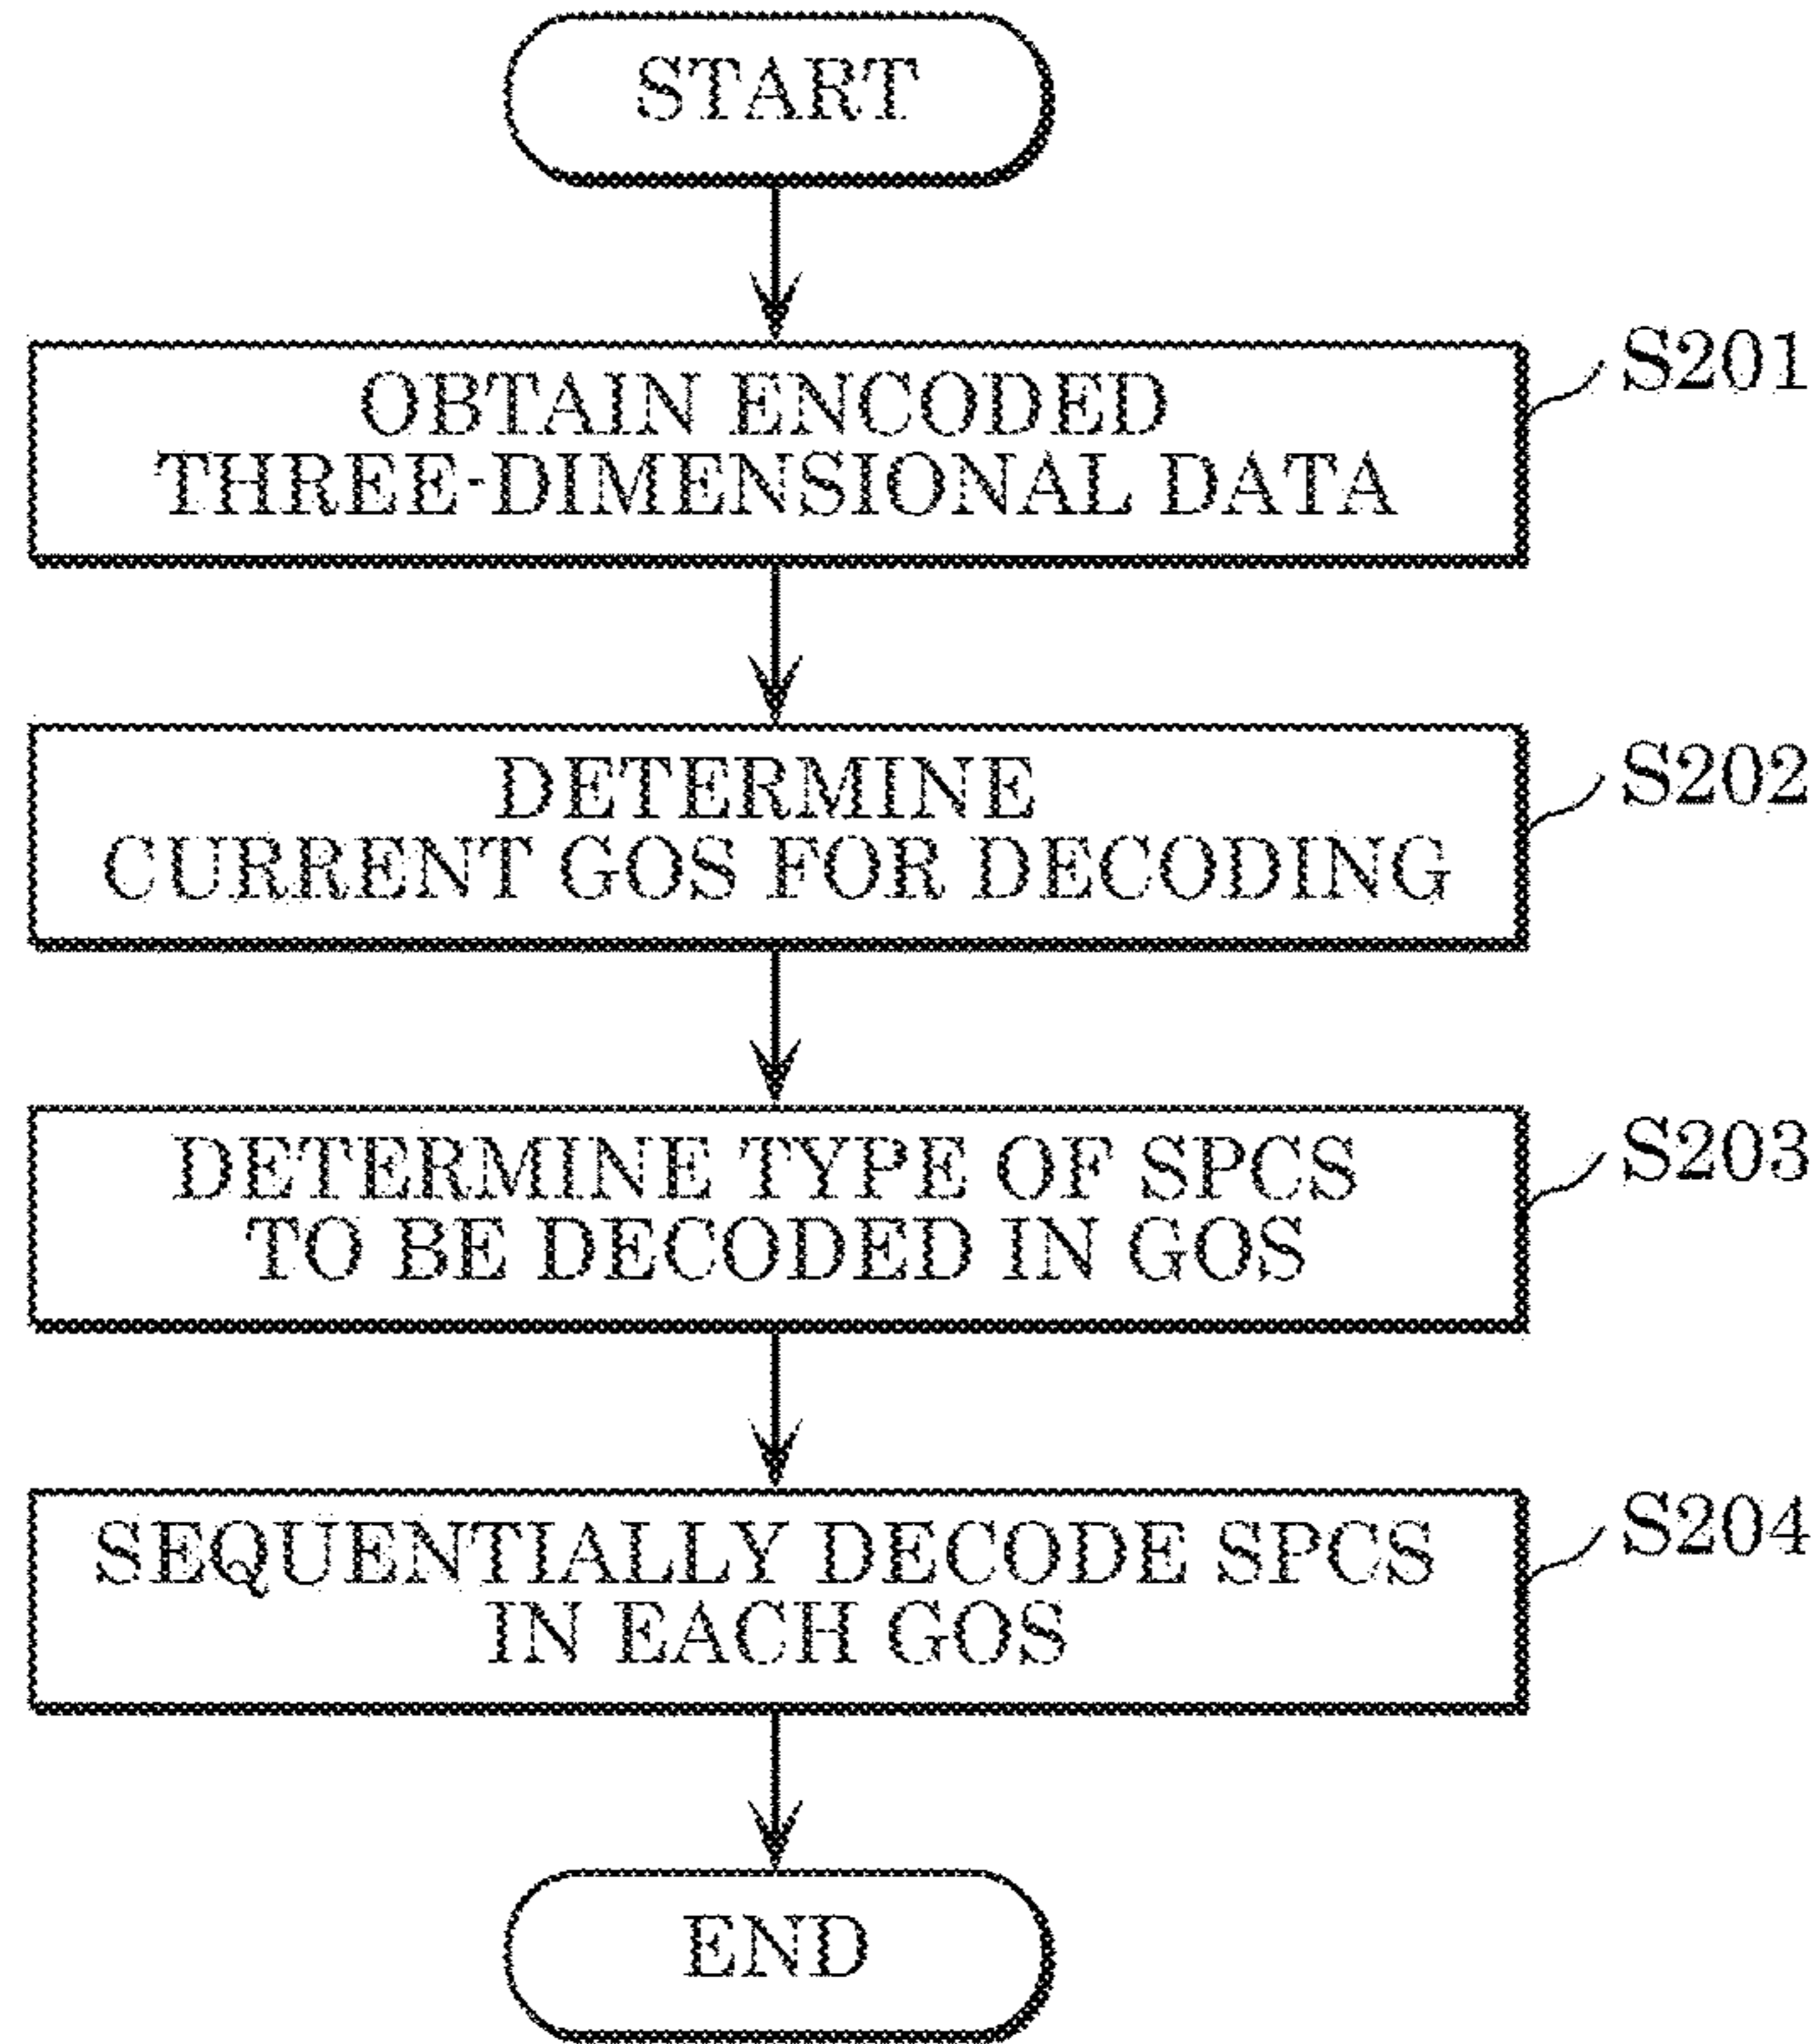 START
OBTAIN ENCODED
THREE-DIMENSIONAL DATA
S201
DETERMINE
CURRENT GOS FOR DECODING
S202
DETERMINE TYPE OF SPCS
TO BE DECODED IN GOS
S203
SEQUENTIALLY DECODE SPCS
IN EACH GOS
S204
END